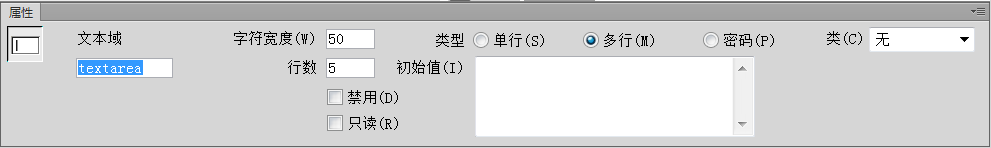 属性
文本域 字符宽度(W) 50 类型 单行(S) 多行(M) 密码(P) 类(C) 无
textarea 行数 5 初始值(I)
禁用(D)
只读(R)